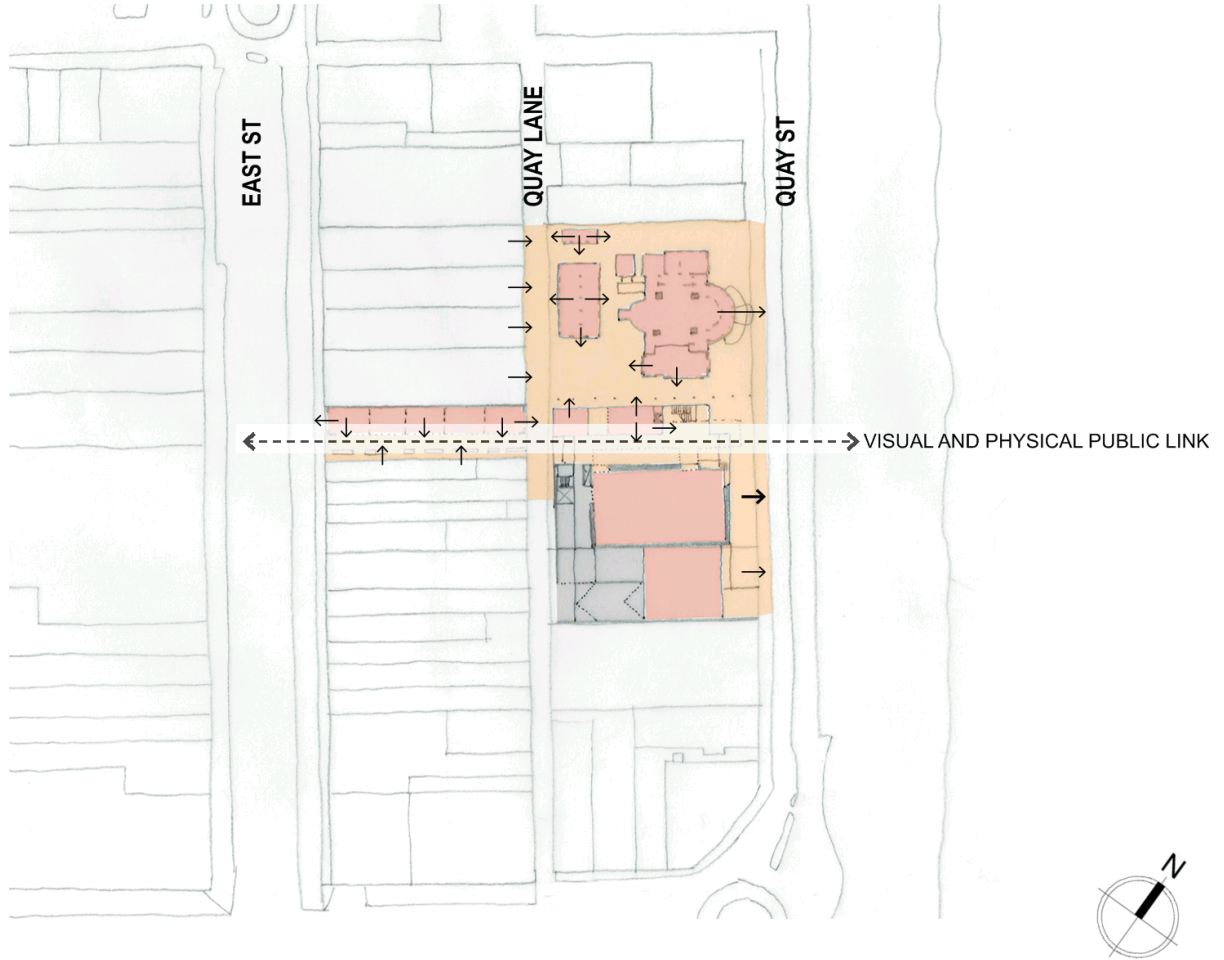 EAST ST
QUAY LANE
QUAY ST
VISUAL AND PHYSICAL PUBLIC LINK
N